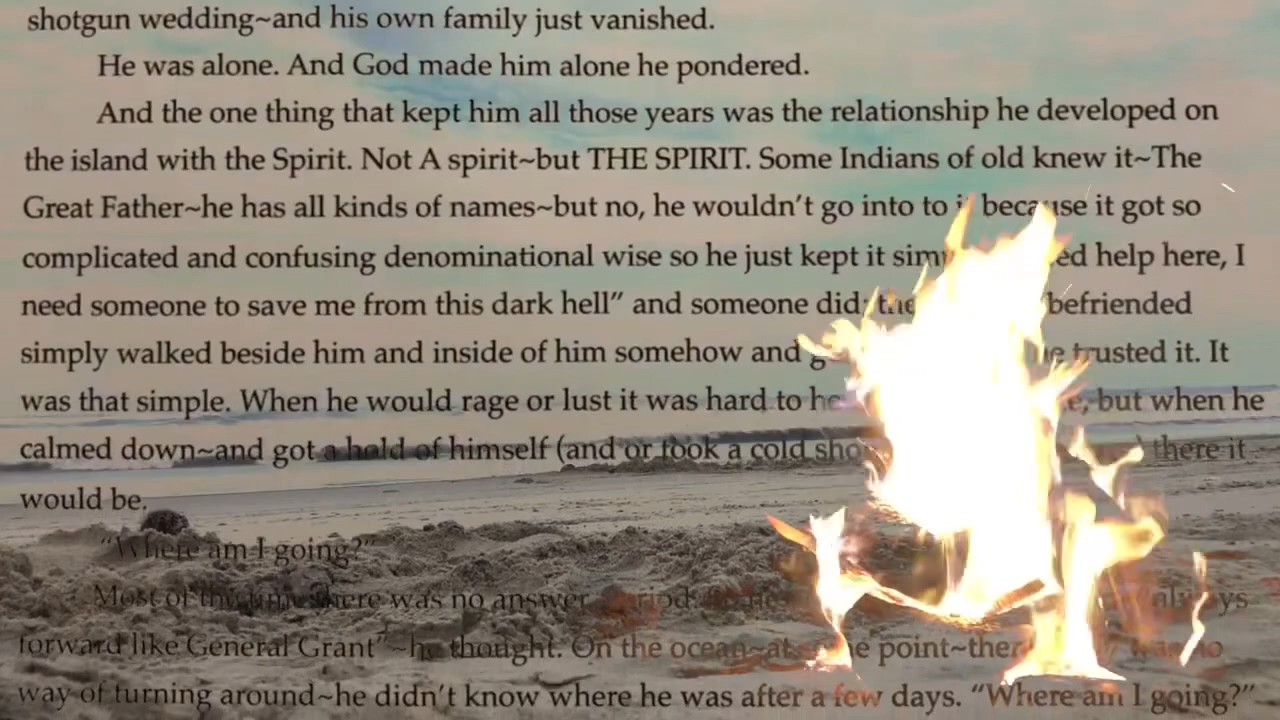 shotgun wedding~and his own family just vanished.
He was alone. And God made him alone he pondered.
And the one thing that kept him all those years was the relationship he developed on
the island with the Spirit. Not A spirit~but THE SPIRIT. Some Indians of old knew it~The
Great Father~he has all kinds of names~but no, he wouldn't go into to it because it got so
complicated and confusing denominational wise so he just kept it help here, I
need someone to save me from this dark hell" and someone did befriended
simply walked beside him and inside of him somehow and trusted it. It
was that simple. When he would rage or lust it was hard to but when he
calmed down~and got a hold of himself (and or took a cold there it
would be.
"Where am I going?"
Most of the time there was no answer always
forward like General Grant" ~he thought. On the ocean~at point~ no
way of turning around~he didn't know where he was after a few days. "Where am I going?"